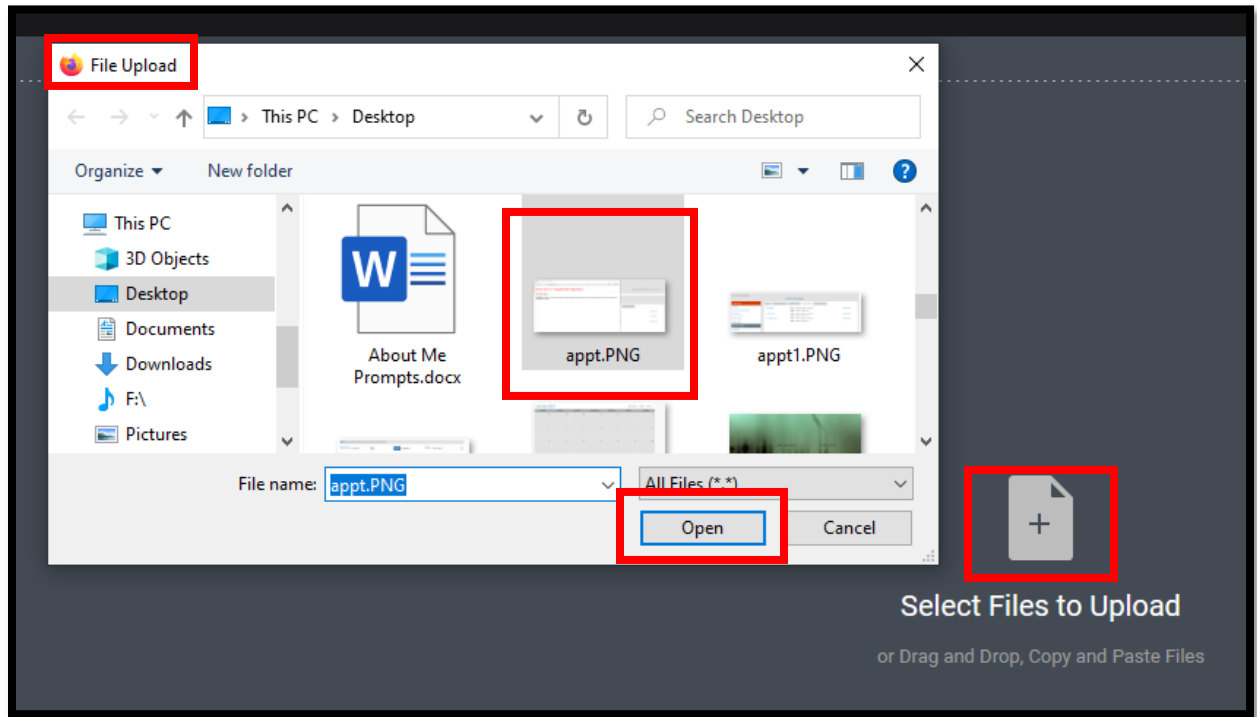 File Upload
This PC > Desktop
Search Desktop
Organize
New folder
?
This PC
3D Objects
Desktop
Documents
Downloads
F:\
Pictures
W
About Me
Prompts.docx
appt.PNG
appt1.PNG
File name:
appt.PNG
All Files (*.*)
Open
Cancel
Select Files to Upload
or Drag and Drop, Copy and Paste Files